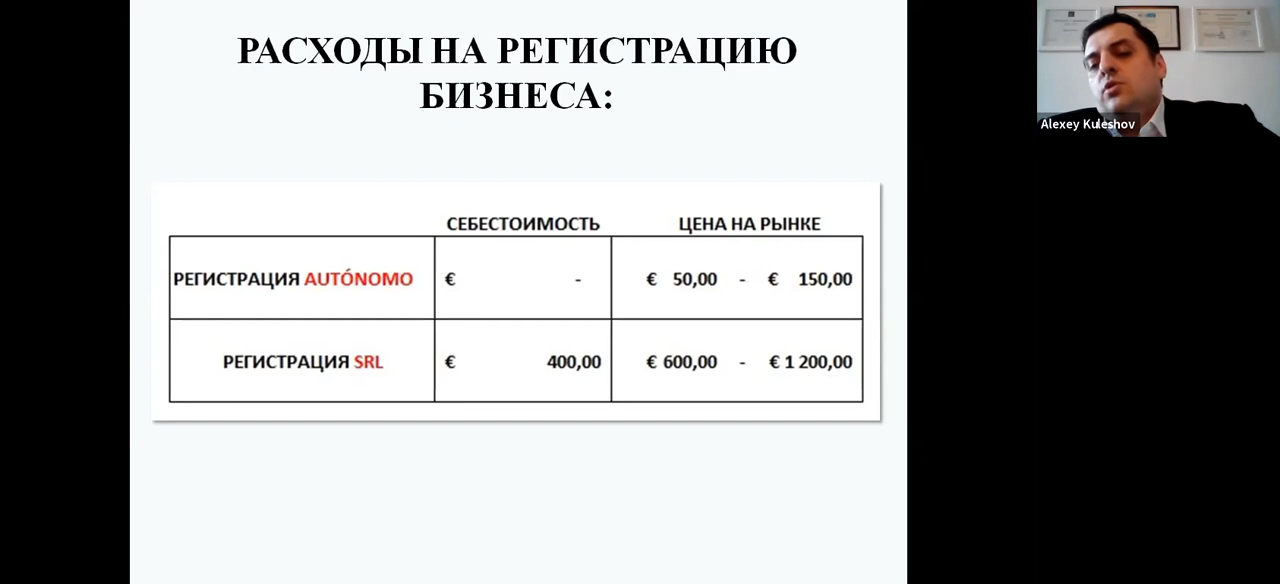 РАСХОДЫ НА РЕГИСТРАЦИЮ
БИЗНЕСА:
СЕБЕСТОИМОСТЬ ЦЕНА НА РЫНКЕ
РЕГИСТРАЦИЯ AUTÓNOMO € - € 50,00 - € 150,00
РЕГИСТРАЦИЯ SRL € 400,00 € 600,00 - € 1 200,00
Alexey Kuleshov